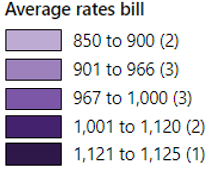 Average rates bill
850 to 900 (2)
901 to 966 (3)
967 to 1,000 (3)
1,001 to 1,120 (2)
1,121 to 1,125 (1)